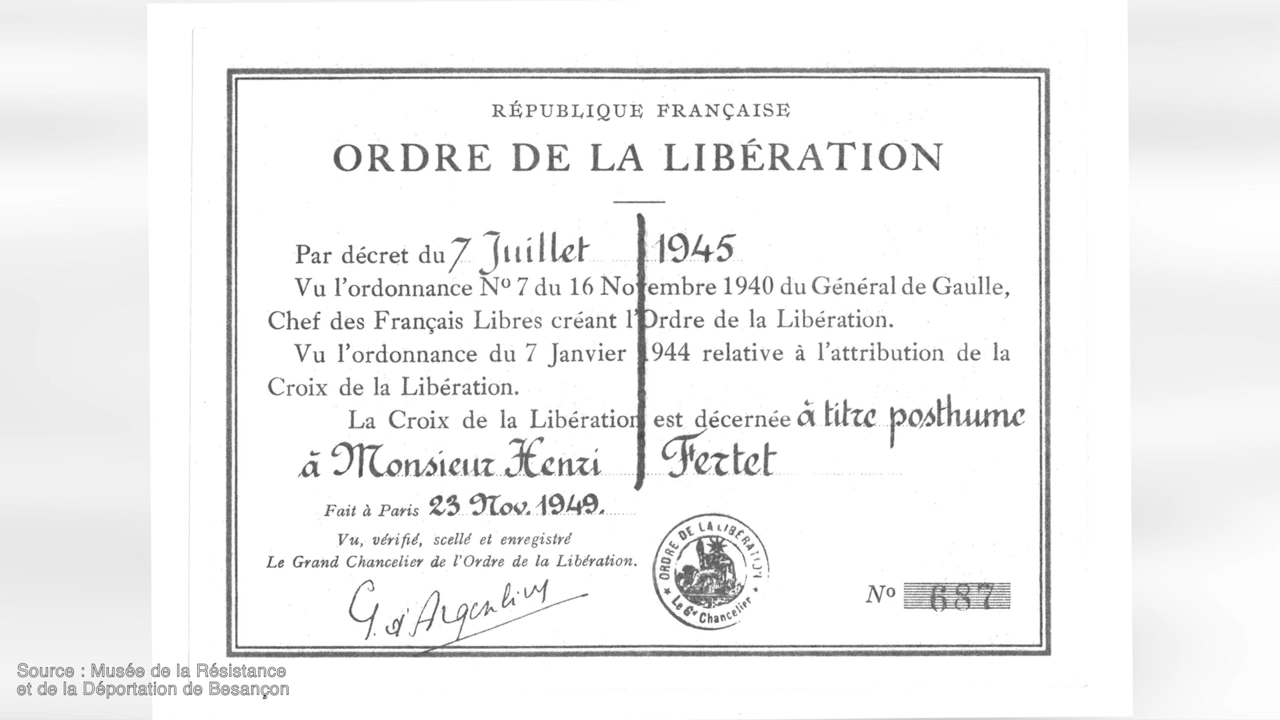 RÉPUBLIQUE FRANÇAISE
ORDRE DE LA LIBÉRATION
Par décret du 7 Juillet 1945
Vu l'ordonnance Nº 7 du 16 Novembre 1940 du Général de Gaulle,
Chef des Français Libres créant l'Ordre de la Libération.
Vu l'ordonnance du 7 Janvier 1944 relative à l'attribution de la
Croix de la Libération.
La Croix de la Libération est décernée à titre posthume
à Monsieur Henri Fertet
Fait à Paris 23 Nov. 1949.
Vu, vérifié, scellé et enregistré
Le Grand Chancelier de l'Ordre de la Libération.
G. d'Argenlieu
ORDRE DE LA LIBÉRATION
Le Gd Chancelier
Nº 687
Source : Musée de la Résistance
et de la Déportation de Besançon